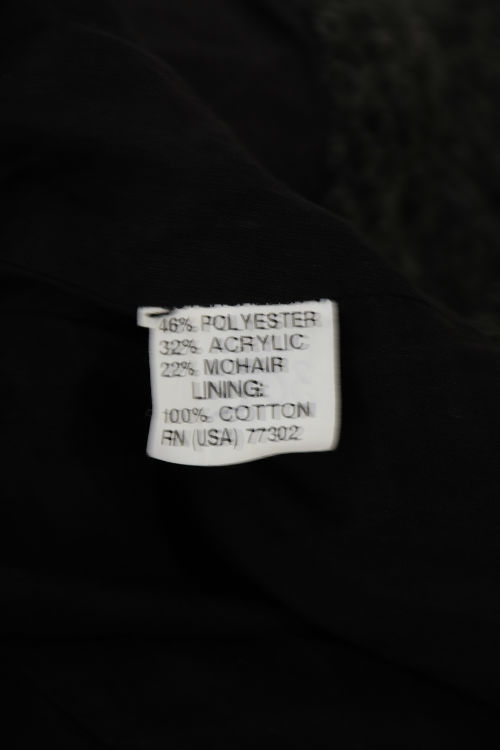 46% POLYESTER
32% ACRYLIC
22% MOHAIR
LINING:
100% COTTON
RN (USA) 77302